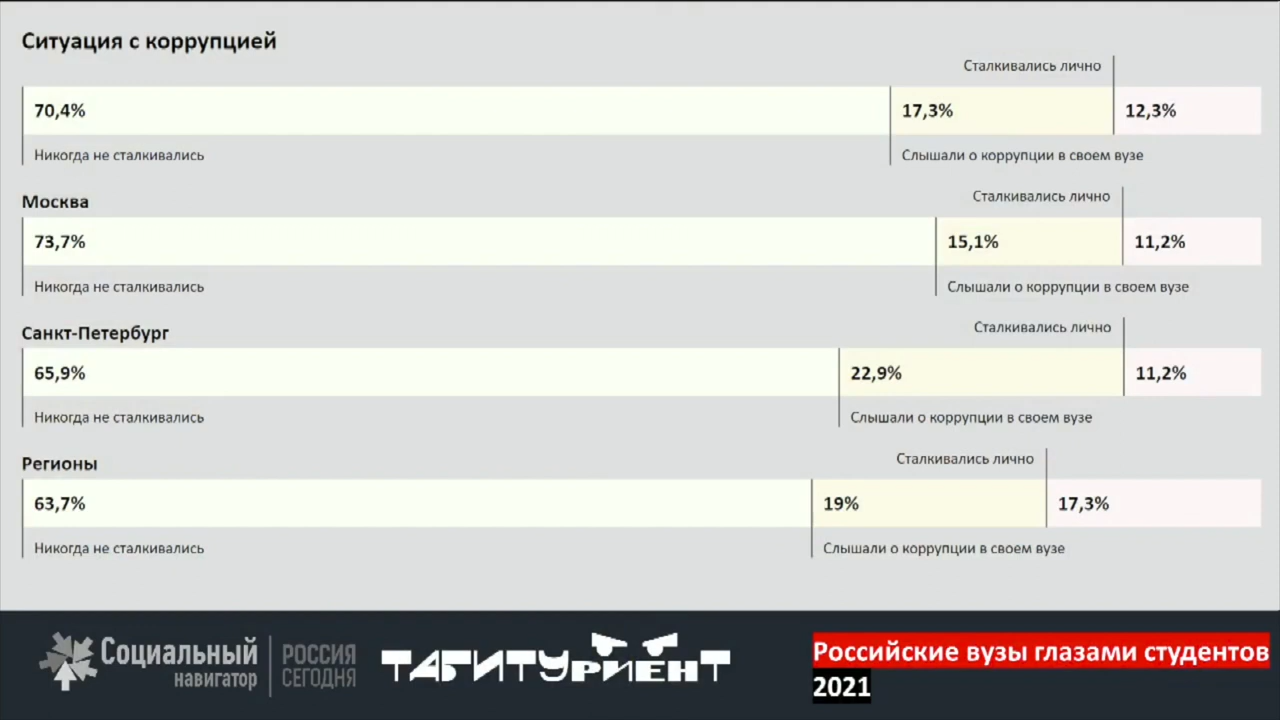 Ситуация с коррупцией
Сталкивались лично
70,4%
17,3%
12,3%
Никогда не сталкивались
Слышали о коррупции в своем вузе
Москва
Сталкивались лично
73,7%
15,1%
11,2%
Никогда не сталкивались
Слышали о коррупции в своем вузе
Санкт-Петербург
Сталкивались лично
65,9%
22,9%
11,2%
Никогда не сталкивались
Слышали о коррупции в своем вузе
Регионы
Сталкивались лично
63,7%
19%
17,3%
Никогда не сталкивались
Слышали о коррупции в своем вузе
Социальный
навигатор
РОССИЯ
СЕГОДНЯ
ТАБИТУРИЕНТ
Российские вузы глазами студентов
2021